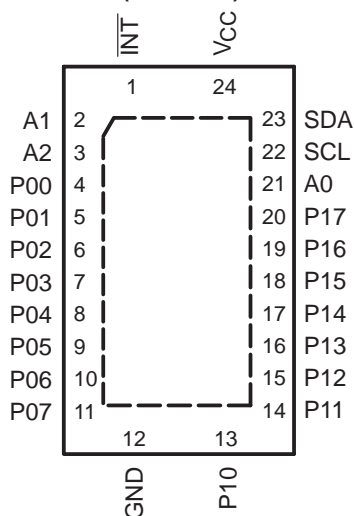 INT VCC
1 24
A1 2 23 SDA
A2 3 22 SCL
P00 4 21 A0
P01 5 20 P17
P02 6 19 P16
P03 7 18 P15
P04 8 17 P14
P05 9 16 P13
P06 10 15 P12
P07 11 14 P11
12 13
GND P10